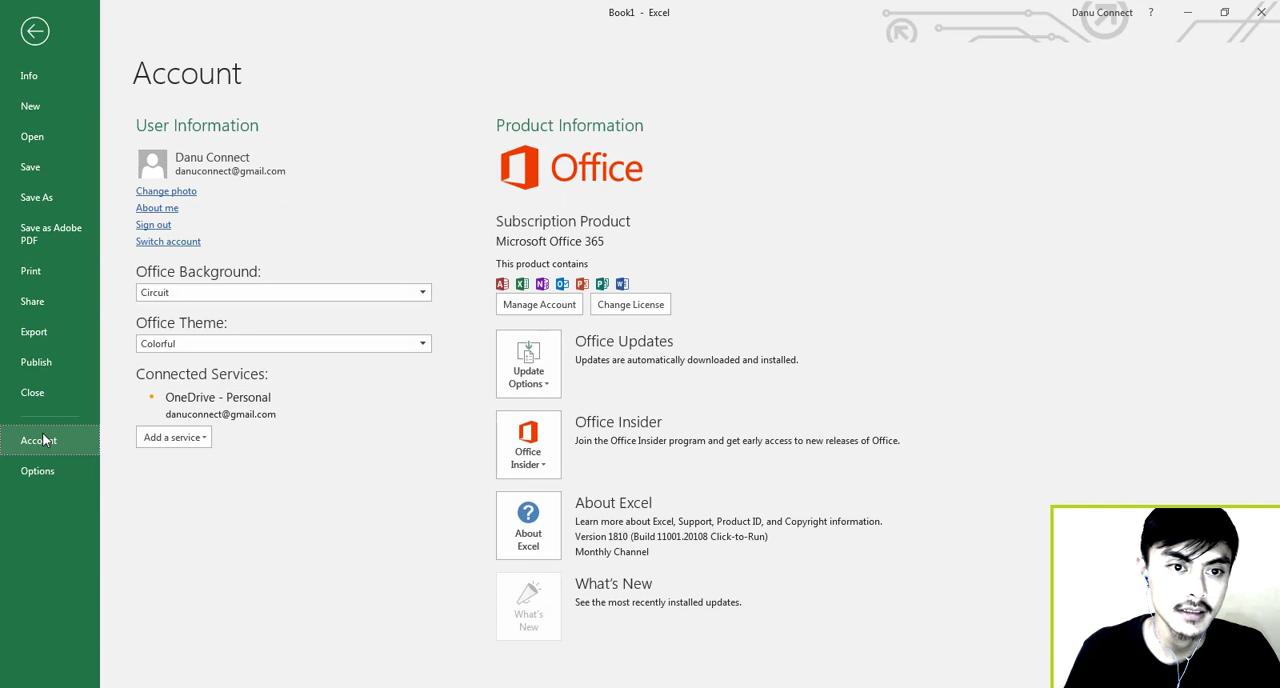 Book1 - Excel
Danu Connect
?
Info
New
Open
Save
Save As
Save as Adobe
PDF
Print
Share
Export
Publish
Close
Account
Options
Account
User Information
Danu Connect
danuconnect@gmail.com
Change photo
About me
Sign out
Switch account
Office Background:
Circuit
Office Theme:
Colorful
Connected Services:
OneDrive - Personal
danuconnect@gmail.com
Add a service
Product Information
Office
Subscription Product
Microsoft Office 365
This product contains
Manage Account
Change License
Update
Options
Office Updates
Updates are automatically downloaded and installed.
Office
Insider
Office Insider
Join the Office Insider program and get early access to new releases of Office.
About
Excel
About Excel
Learn more about Excel, Support, Product ID, and Copyright information.
Version 1810 (Build 11001.20108 Click-to-Run)
Monthly Channel
What's
New
What's New
See the most recently installed updates.